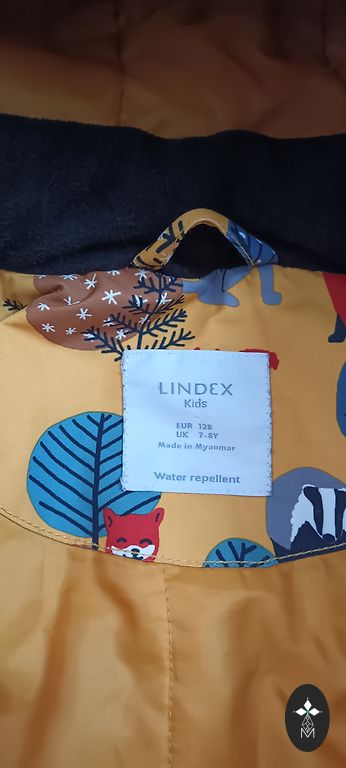 LINDEX
Kids
EUR 128
UK 7-8Y
Made in Myanmar
Water repellent
M